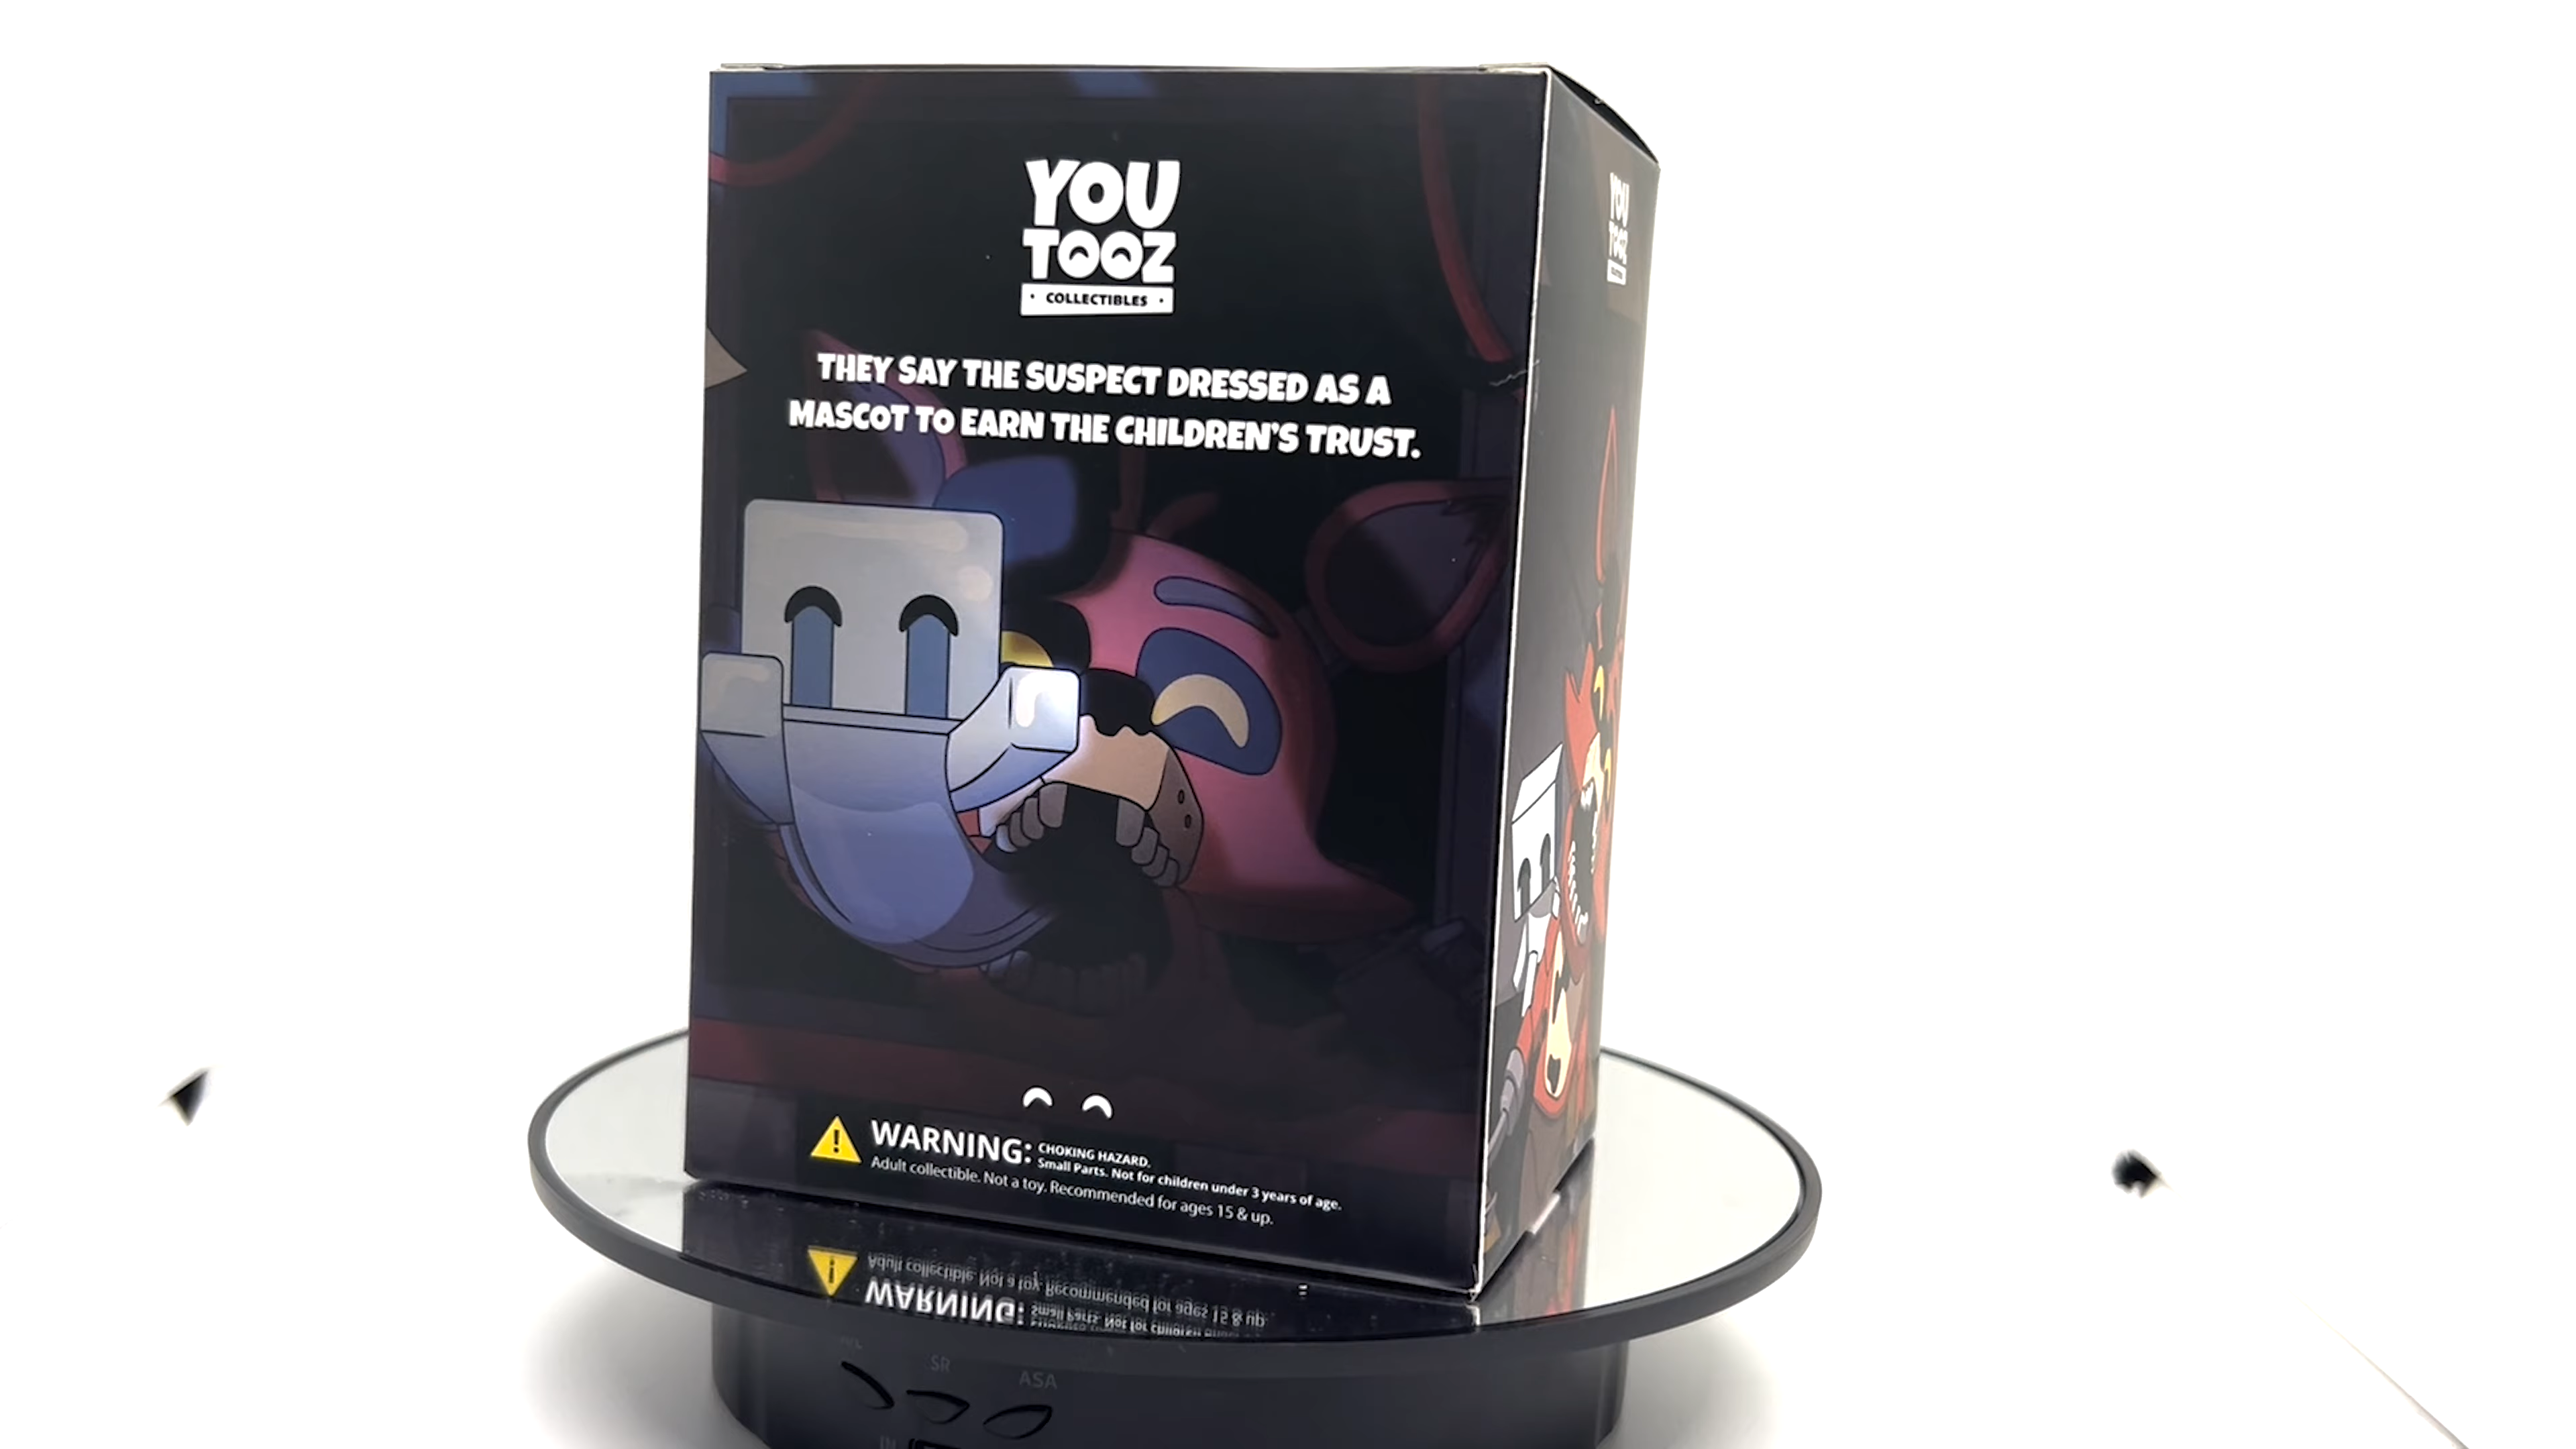 YOU
TOOZ
COLLECTIBLES
THEY SAY THE SUSPECT DRESSED AS A
MASCOT TO EARN THE CHILDREN'S TRUST.
WARNING: CHOKING HAZARD.
Small Parts. Not for children under 3 years of age.
Adult collectible. Not a toy. Recommended for ages 15 & up.
YOU
TOOZ
SR
ASA